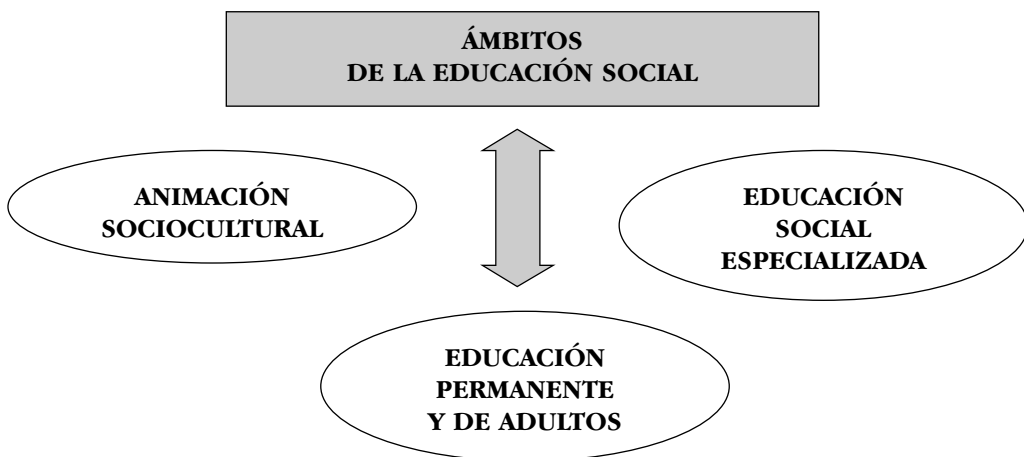 ÁMBITOS
DE LA EDUCACIÓN SOCIAL
ANIMACIÓN
SOCIOCULTURAL
EDUCACIÓN
SOCIAL
ESPECIALIZADA
EDUCACIÓN
PERMANENTE
Y DE ADULTOS